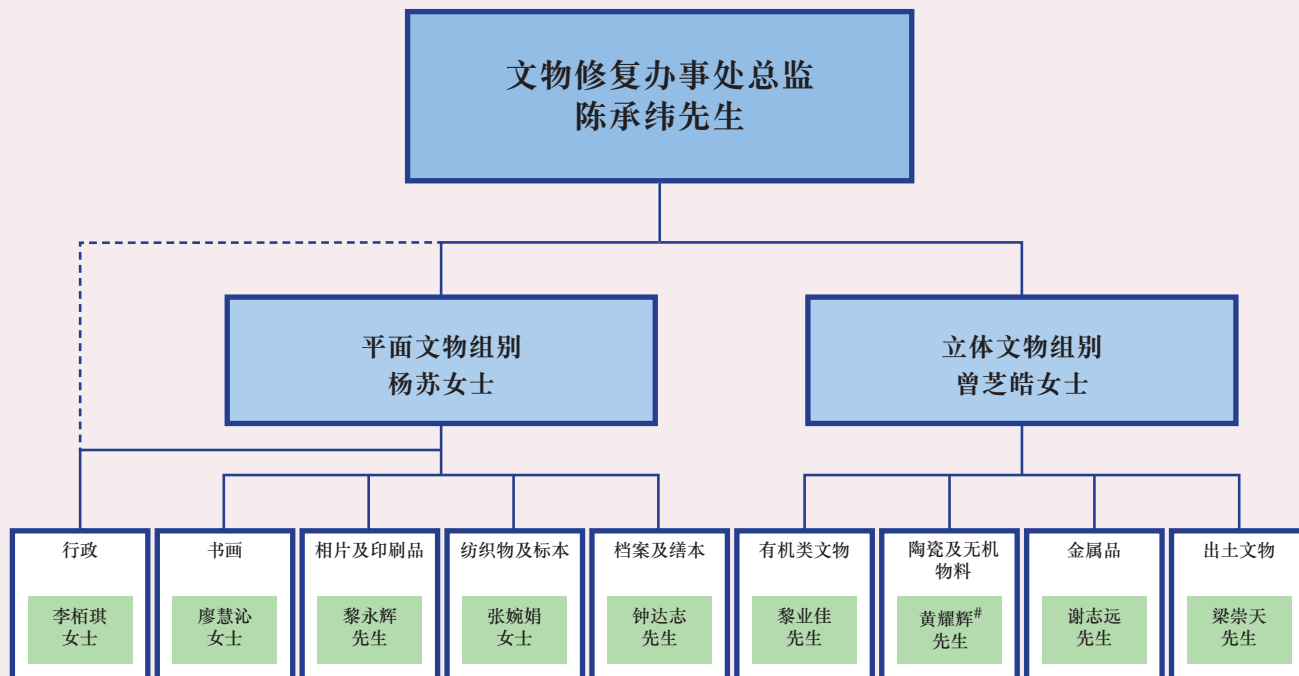 文物修复办事处总监
陈承纬先生
平面文物组别
杨苏女士
立体文物组别
曾芝皓女士
行政
李栢琪
女士
书画
廖慧沁
女士
相片及印刷品
黎永辉
先生
纺织物及标本
张婉娟
女士
档案及缮本
钟达志
先生
有机类文物
黎业佳
先生
陶瓷及无机
物料
黄耀辉#
先生
金属品
谢志远
先生
出土文物
梁崇天
先生